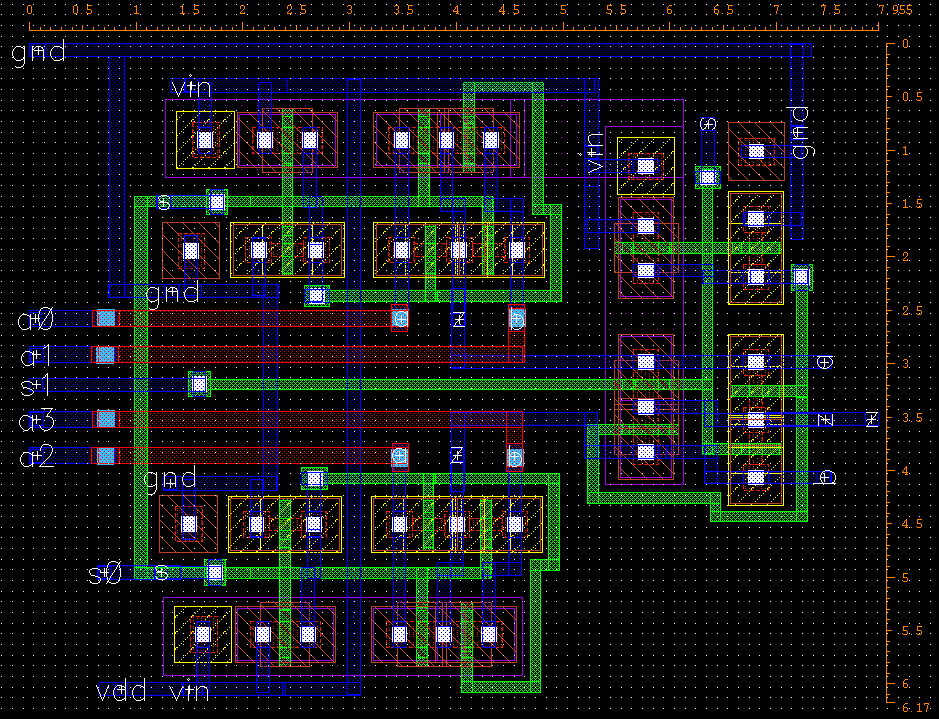 0 0.5 1 1.5 2 2.5 3 3.5 4 4.5 5 5.5 6 6.5 7 7.5 7.955
0.
gnd
vin
0.5
s
gnd
vin
1.
s
1.5
2.
gnd
2.5
a0
z
a1
3.
a
s1
a3
z
z
3.5
a2
z
4.
gnd
b
4.5
s0
s
5.
5.5
vdd
vin
6.
6.17